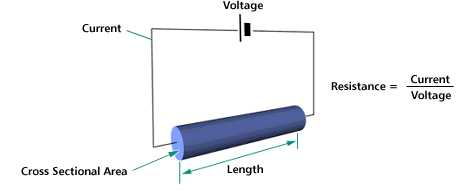 Voltage
Current
Resistance = Current
Voltage
Length
Cross Sectional Area